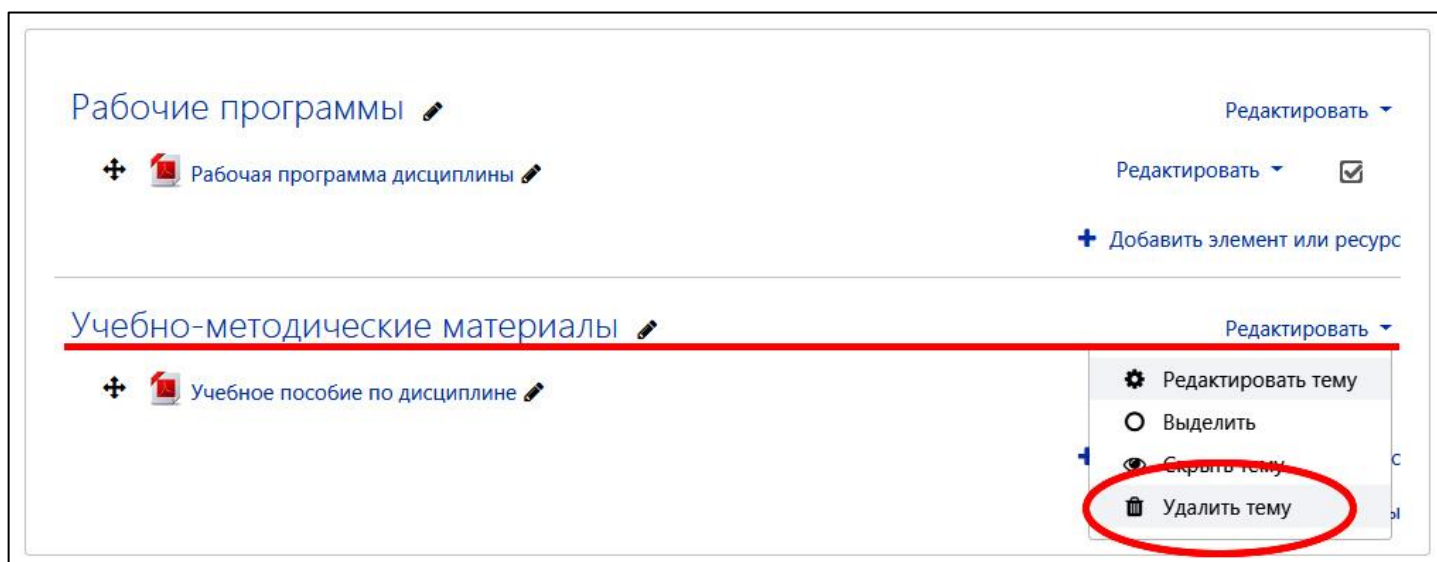 Рабочие программы Редактировать
Рабочая программа дисциплины Редактировать
Добавить элемент или ресурс
Учебно-методические материалы Редактировать
Учебное пособие по дисциплине
Редактировать тему
Выделить
Скрыть тему
Удалить тему